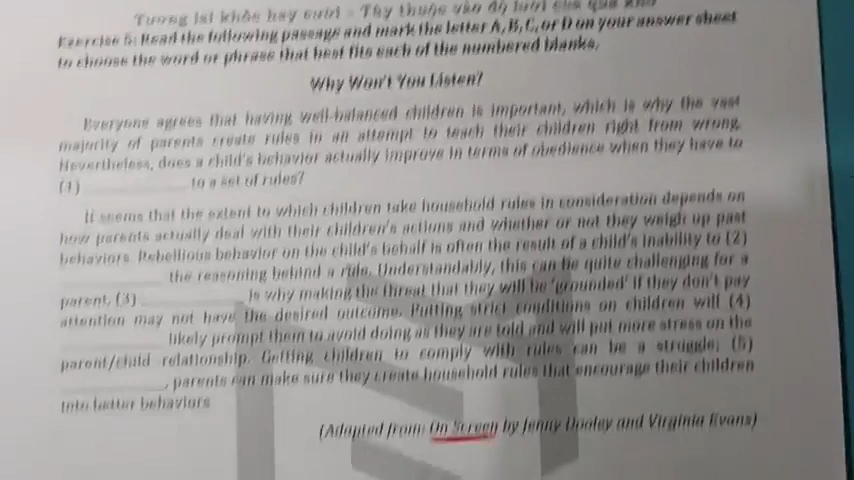 Tương lai khóc hay cười - Tùy thuộc vào độ lười của quá khứ
Exercise 5: Read the following passage and mark the letter A, B, C, or D on your answer sheet
to choose the word or phrase that best fits each of the numbered blanks.
Why Won't You Listen?
Everyone agrees that having well-balanced children is important, which is why the vast
majority of parents create rules in an attempt to teach their children right from wrong.
Nevertheless, does a child's behavior actually improve in terms of obedience when they have to
(1) __________ to a set of rules?
It seems that the extent to which children take household rules in consideration depends on
how parents actually deal with their children's actions and whether or not they weigh up past
behaviors. Rebellious behavior on the child's behalf is often the result of a child's inability to (2)
__________ the reasoning behind a rule. Understandably, this can be quite challenging for a
parent, (3) __________ is why making the threat that they will be 'grounded' if they don't pay
attention may not have the desired outcome. Putting strict conditions on children will (4)
__________ likely prompt them to avoid doing as they are told and will put more stress on the
parent/child relationship. Getting children to comply with rules can be a struggle; (5)
__________, parents can make sure they create household rules that encourage their children
into better behaviors
(Adapted from On Screen by Jenny Dooley and Virginia Evans)